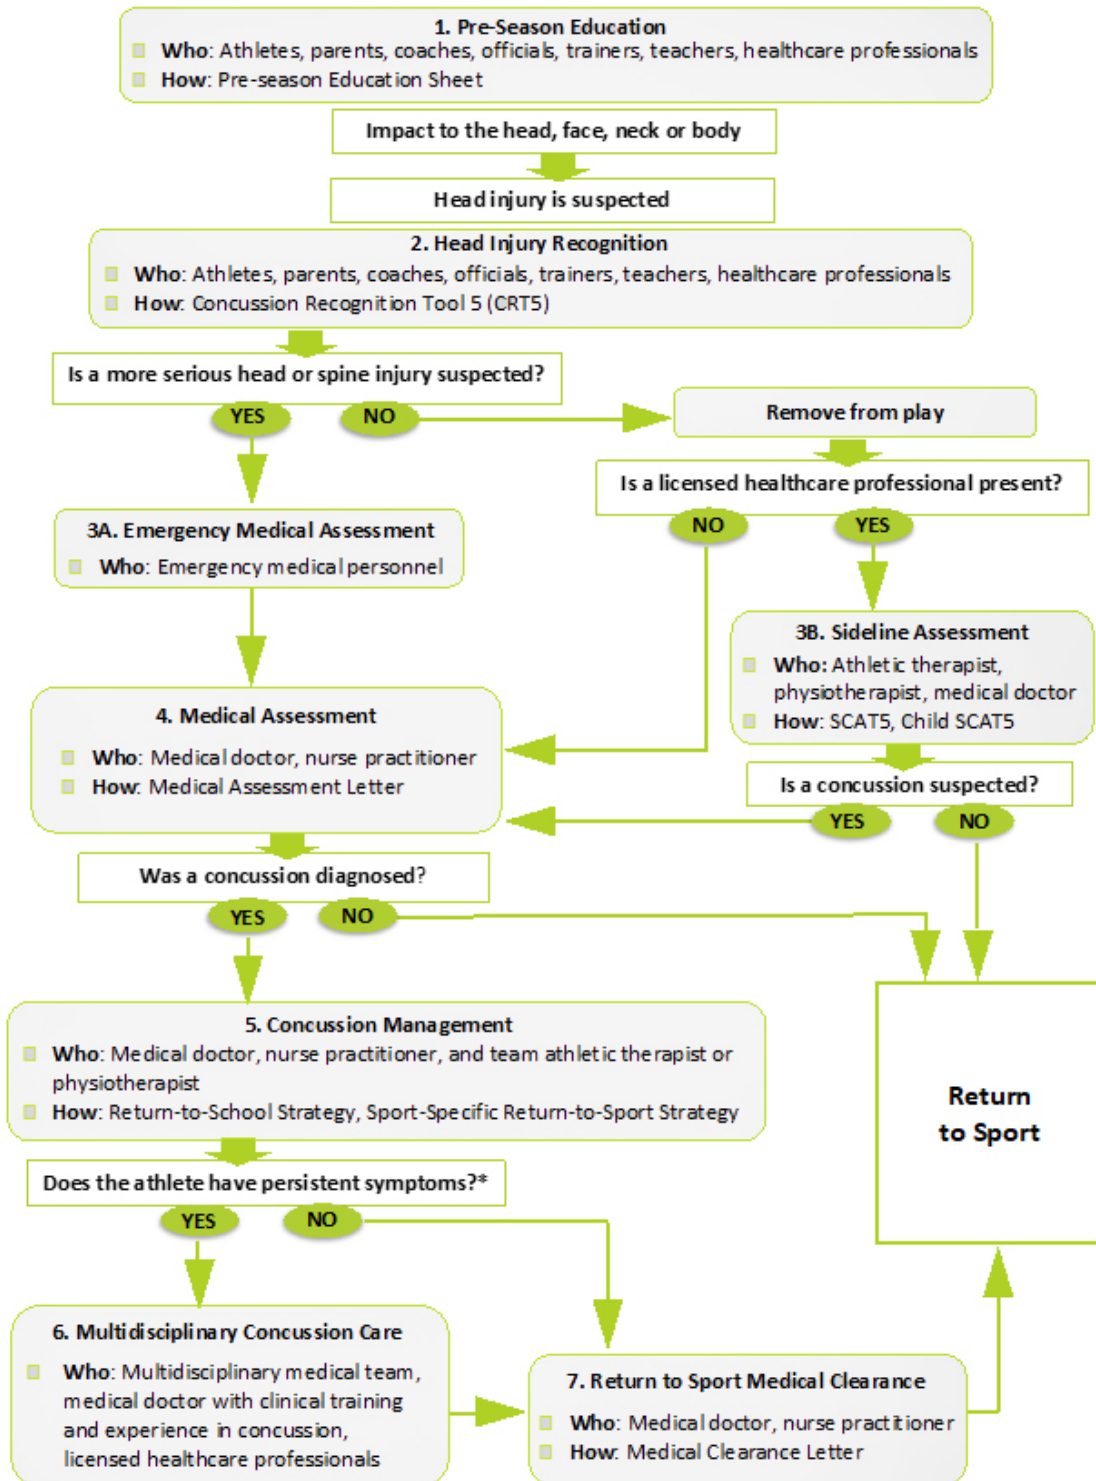 1. Pre-Season Education
Who: Athletes, parents, coaches, officials, trainers, teachers, healthcare professionals
How: Pre-season Education Sheet
Impact to the head, face, neck or body
Head injury is suspected
2. Head Injury Recognition
Who: Athletes, parents, coaches, officials, trainers, teachers, healthcare professionals
How: Concussion Recognition Tool 5 (CRT5)
Is a more serious head or spine injury suspected?
YES
NO
Remove from play
Is a licensed healthcare professional present?
NO
YES
3A. Emergency Medical Assessment
Who: Emergency medical personnel
3B. Sideline Assessment
Who: Athletic therapist,
physiotherapist, medical doctor
How: SCAT5, Child SCAT5
4. Medical Assessment
Who: Medical doctor, nurse practitioner
How: Medical Assessment Letter
Is a concussion suspected?
YES
NO
Was a concussion diagnosed?
YES
NO
5. Concussion Management
Who: Medical doctor, nurse practitioner, and team athletic therapist or
physiotherapist
How: Return-to-School Strategy, Sport-Specific Return-to-Sport Strategy
Return
to Sport
Does the athlete have persistent symptoms?*
YES
NO
6. Multidisciplinary Concussion Care
Who: Multidisciplinary medical team,
medical doctor with clinical training
and experience in concussion,
licensed healthcare professionals
7. Return to Sport Medical Clearance
Who: Medical doctor, nurse practitioner
How: Medical Clearance Letter